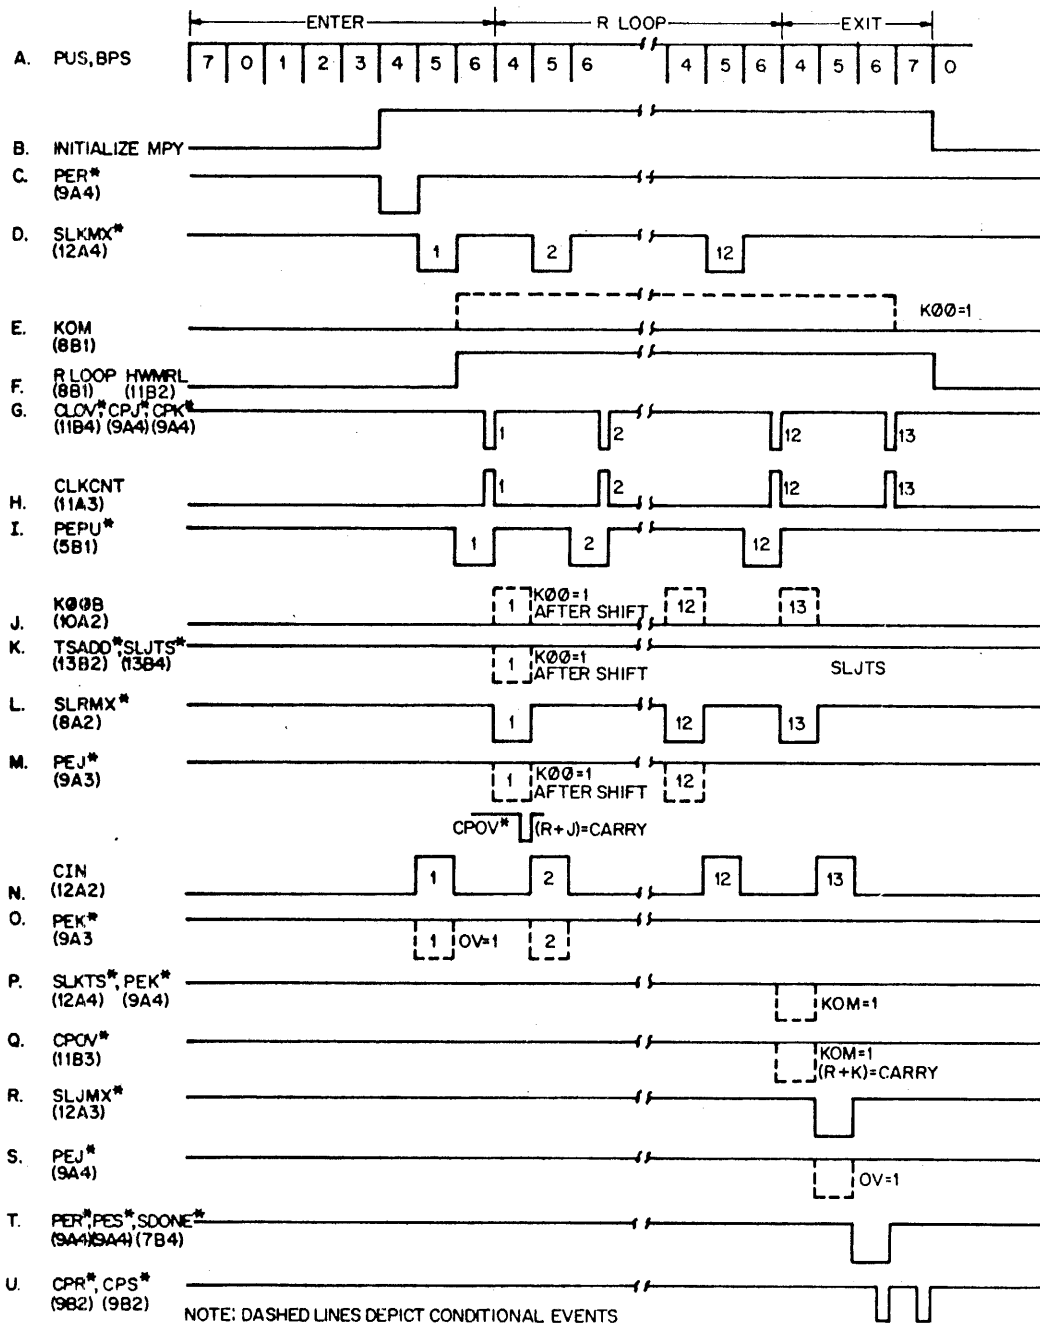 ENTER R LOOP EXIT
A. PUS, BPS 7 0 1 2 3 4 5 6 4 5 6 4 5 6 4 5 6 7 0
B. INITIALIZE MPY
C. PER*
(9A4)
D. SLKMX* 1 2 12
(12A4)
E. KOM KØØ=1
(8B1)
F. R LOOP HWMRL
(8B1) (11B2)
G. CLOV*, CPJ*, CPK* 1 2 12 13
(11B4) (9A4) (9A4)
H. CLKCNT 1 2 12 13
(11A3)
I. PEPU* 1 2 12
(5B1)
J. KØØB 1 KØØ=1 AFTER SHIFT 12 13
(10A2)
K. TSADD*, SLJTS* 1 KØØ=1 AFTER SHIFT SLJTS
(13B2) (13B4)
L. SLRMX* 1 12 13
(8A2)
M. PEJ* 1 KØØ=1 AFTER SHIFT 12
(9A3)
CPOV* (R+J)=CARRY
N. CIN 1 2 12 13
(12A2)
O. PEK* 1 OV=1 2
(9A3
P. SLKTS*, PEK* KOM=1
(12A4) (9A4)
Q. CPOV* KOM=1
(11B3) (R+K)=CARRY
R. SLJMX*
(12A3)
S. PEJ* OV=1
(9A4)
T. PER*, PES*, SDONE*
(9A4)(9A4)(7B4)
U. CPR*, CPS*
(9B2) (9B2)
NOTE: DASHED LINES DEPICT CONDITIONAL EVENTS